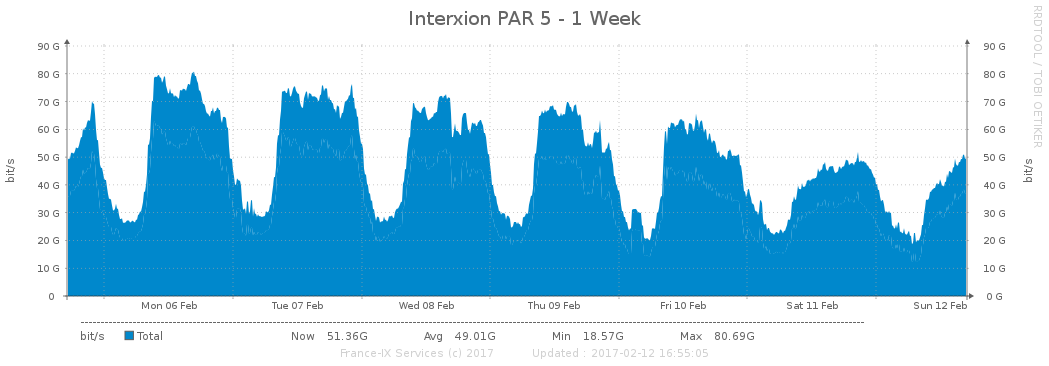 Interxion PAR 5 - 1 Week
RRDTOOL / TOBI OETIKER
90 G 90 G
80 G 80 G
70 G 70 G
60 G 60 G
50 G 50 G
40 G 40 G
30 G 30 G
20 G 20 G
10 G 10 G
0 0 G
bit/s
bit/s
Mon 06 Feb Tue 07 Feb Wed 08 Feb Thu 09 Feb Fri 10 Feb Sat 11 Feb Sun 12 Feb
bit/s Total Now 51.36G Avg 49.01G Min 18.57G Max 80.69G
France-IX Services (c) 2017 Updated : 2017-02-12 16:55:05